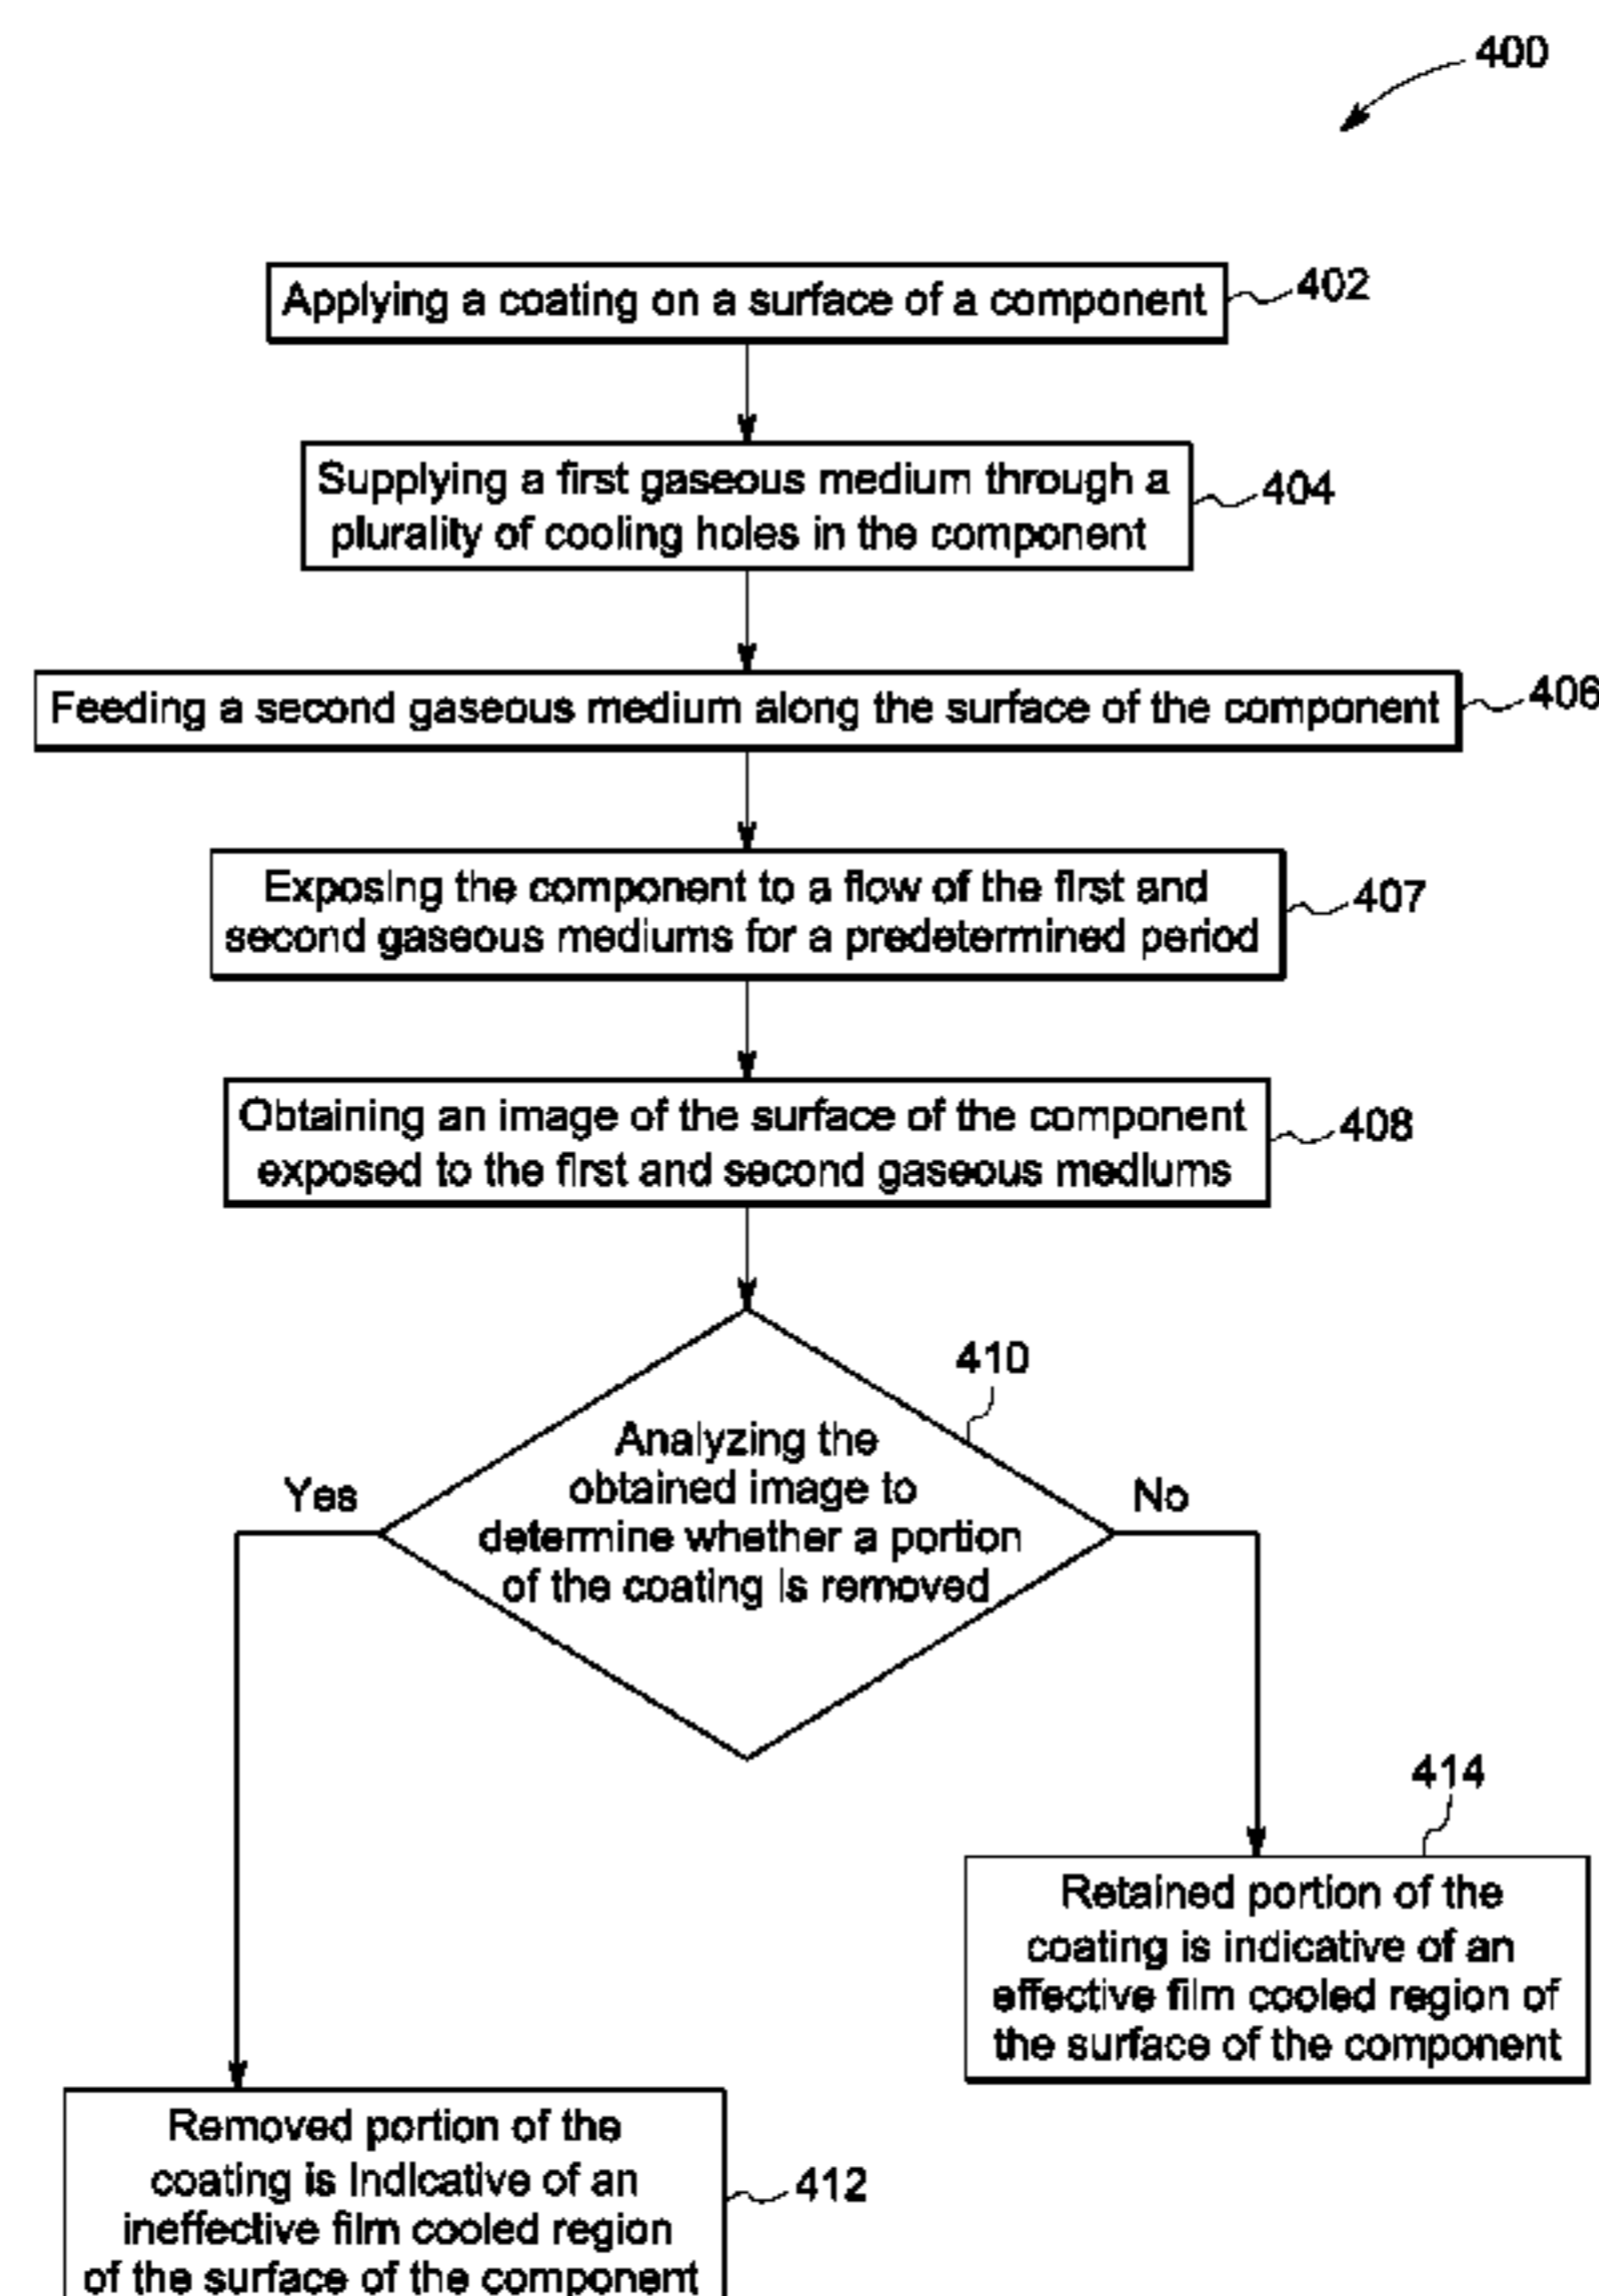 400
Applying a coating on a surface of a component
402
Supplying a first gaseous medium through a
plurality of cooling holes in the component
404
Feeding a second gaseous medium along the surface of the component
406
Exposing the component to a flow of the first and
second gaseous mediums for a predetermined period
407
Obtaining an image of the surface of the component
exposed to the first and second gaseous mediums
408
410
Analyzing the
obtained image to
determine whether a portion
of the coating is removed
Yes
No
414
Retained portion of the
coating is indicative of an
effective film cooled region of
the surface of the component
Removed portion of the
coating is indicative of an
ineffective film cooled region
of the surface of the component
412